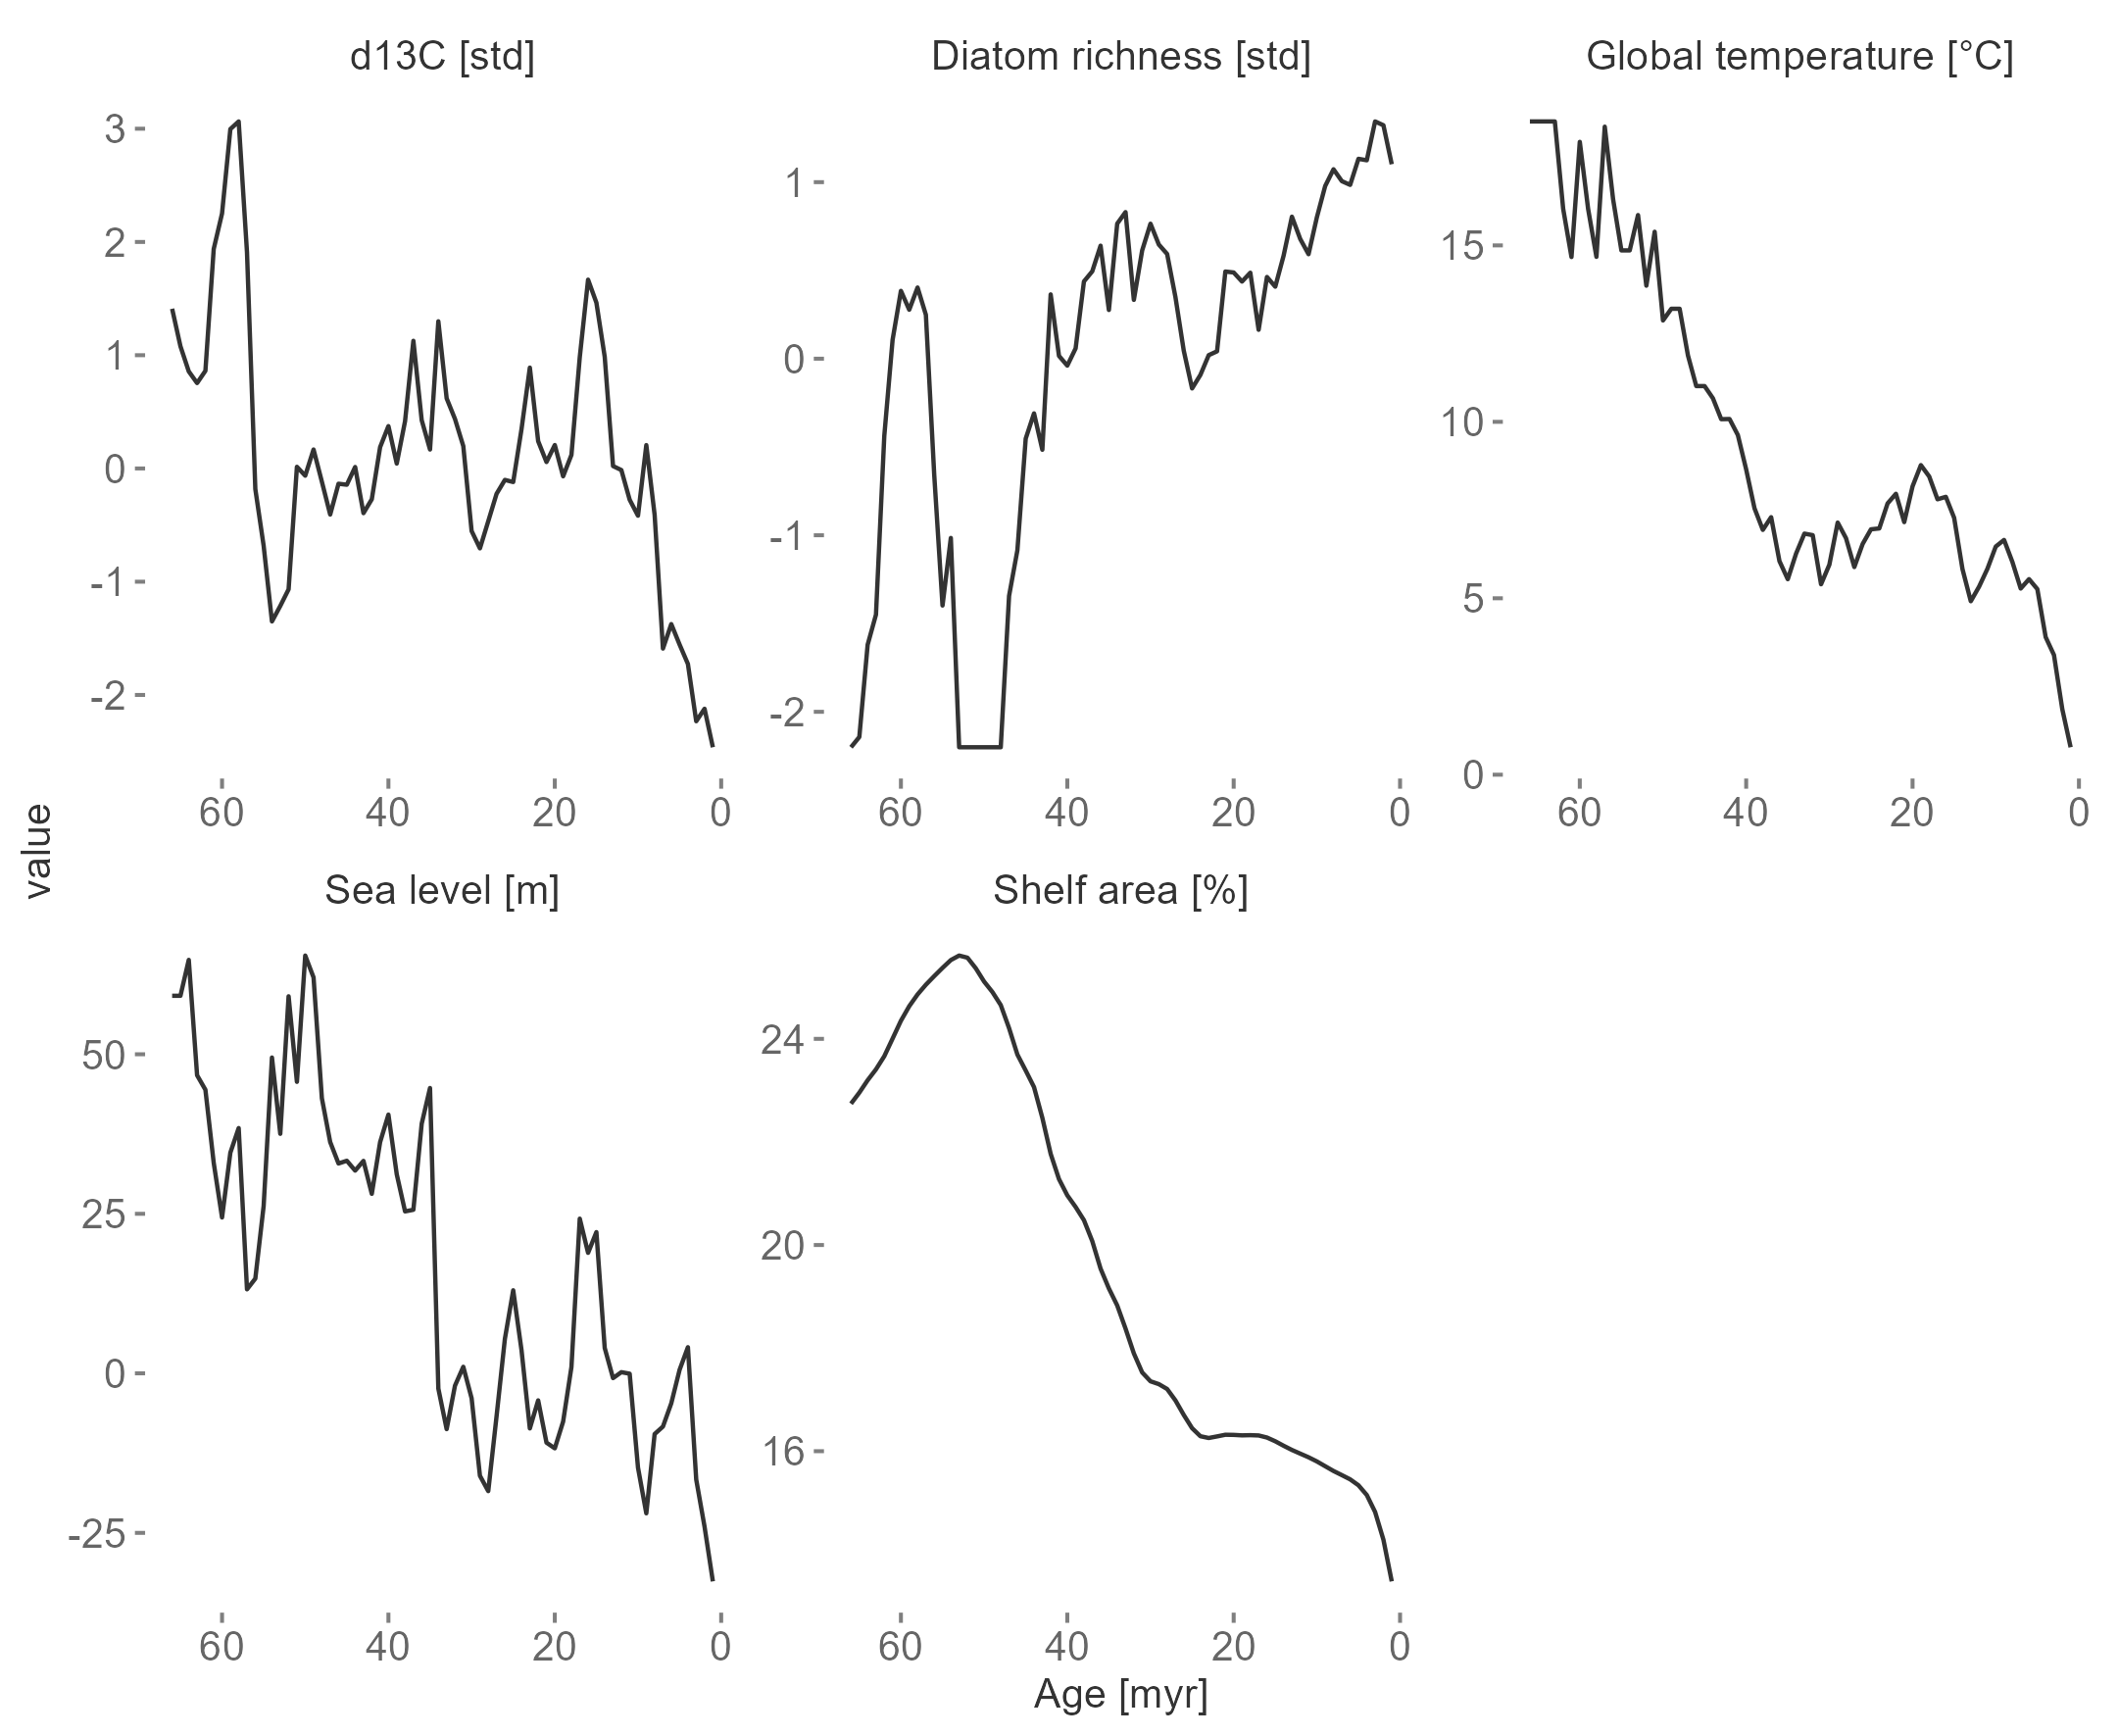 d13C [std]
Diatom richness [std]
Global temperature [°C]
3
2
1
0
-1
-2
1
0
-1
-2
15
10
5
0
60 40 20 0
60 40 20 0
60 40 20 0
value
Sea level [m]
Shelf area [%]
50
25
0
-25
24
20
16
60 40 20 0
60 40 20 0
Age [myr]